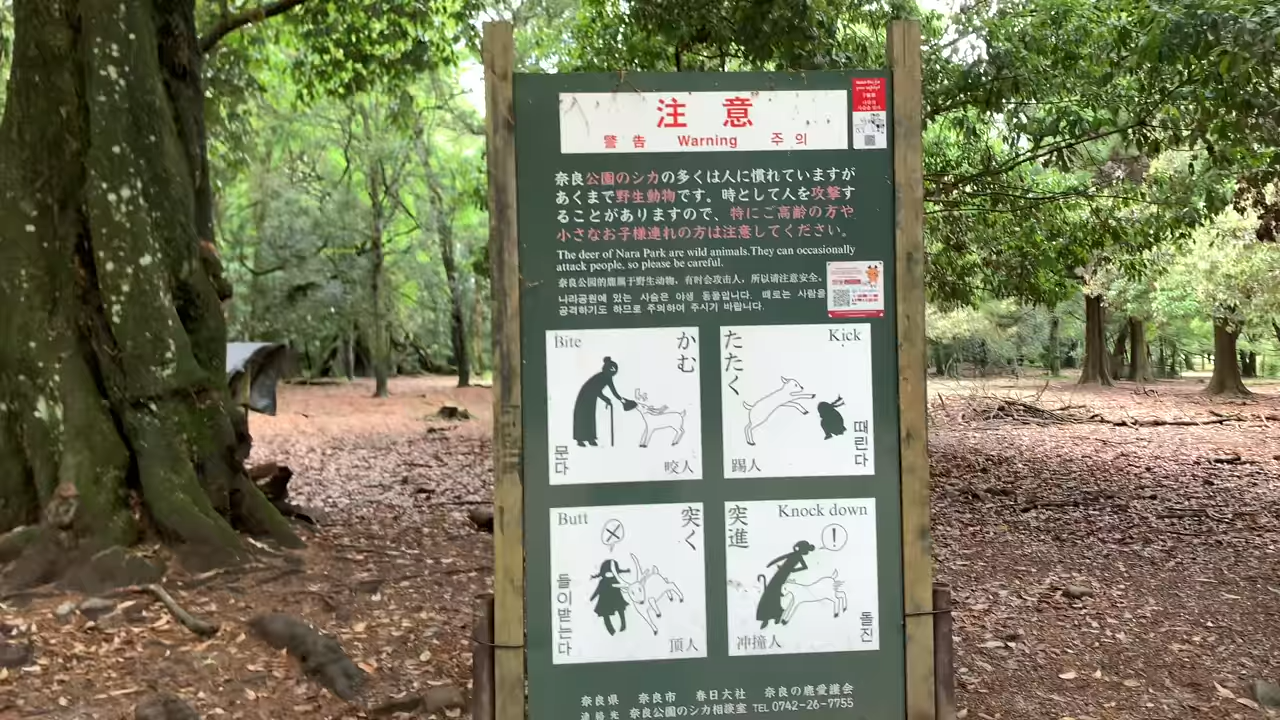 注意
警告 Warning 주의
奈良公園のシカの多くは人に慣れていますが
あくまで野生動物です。時として人を攻撃す
ることがありますので、特にご高齢の方や
小さなお子様連れの方は注意してください。
The deer of Nara Park are wild animals.They can occasionally
attack people, so please be careful.
奈良公园的鹿属于野生动物，有时会攻击人，所以请注意安全。
나라공원에 있는 사슴은 야생 동물입니다. 때로는 사람을
공격하기도 하므로 주의하여 주시기 바랍니다.
Bite かむ
문다 咬人
たたく Kick
踢人 때린다
Butt 突く
들이받는다 頂人
突進 Knock down
冲撞人 돌진
奈良県 奈良市 春日大社 奈良の鹿愛護会
連絡先 奈良公園のシカ相談室 TEL 0742-26-7755